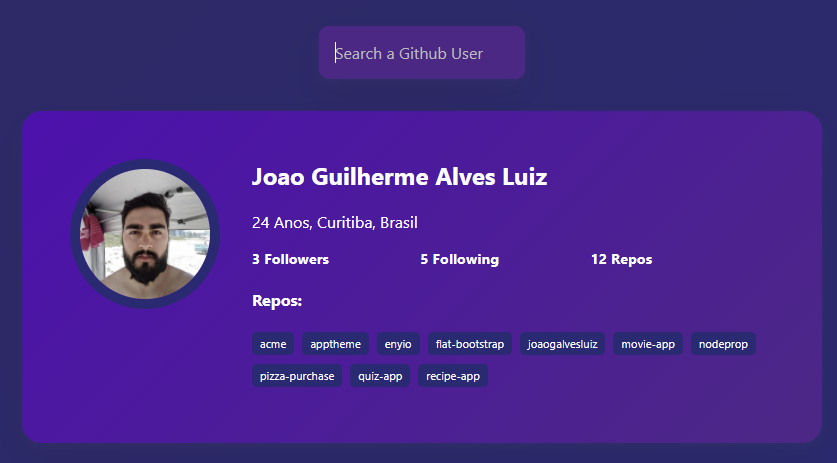 Search a Github User
Joao Guilherme Alves Luiz
24 Anos, Curitiba, Brasil
3 Followers 5 Following 12 Repos
Repos:
acme apptheme enyio flat-bootstrap joaogalvesluiz movie-app nodeprop
pizza-purchase quiz-app recipe-app